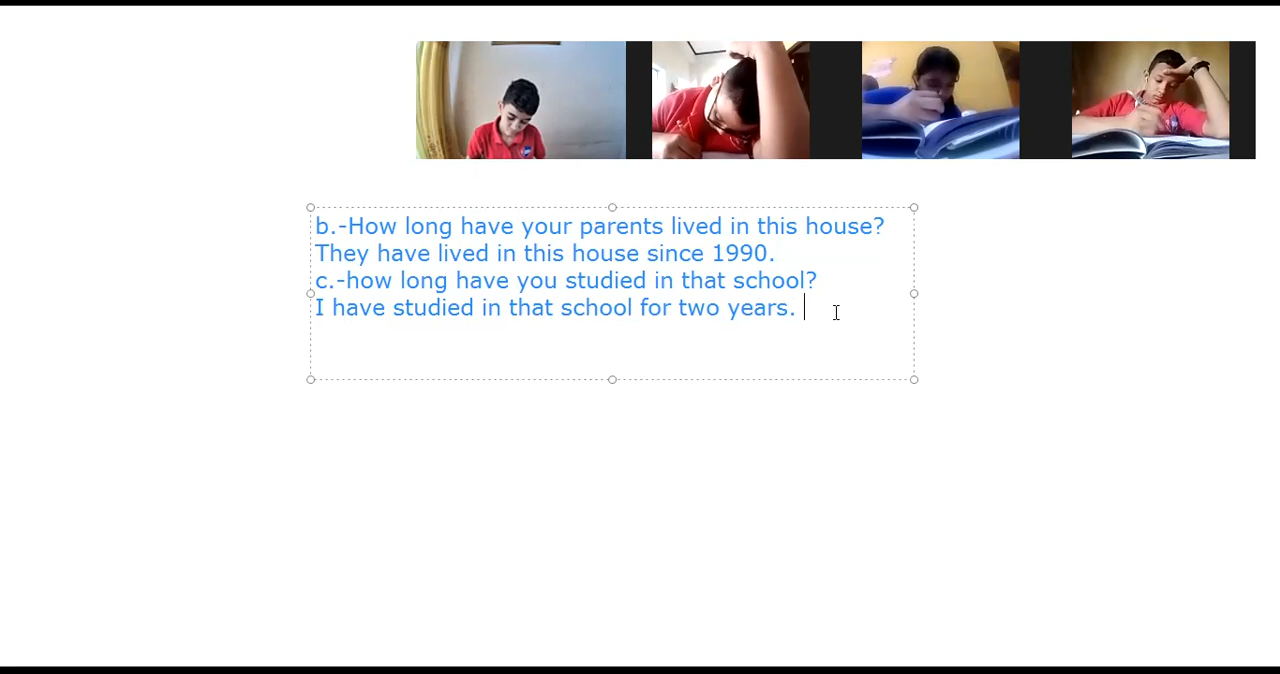 b.-How long have your parents lived in this house?
They have lived in this house since 1990.
c.-how long have you studied in that school?
I have studied in that school for two years.